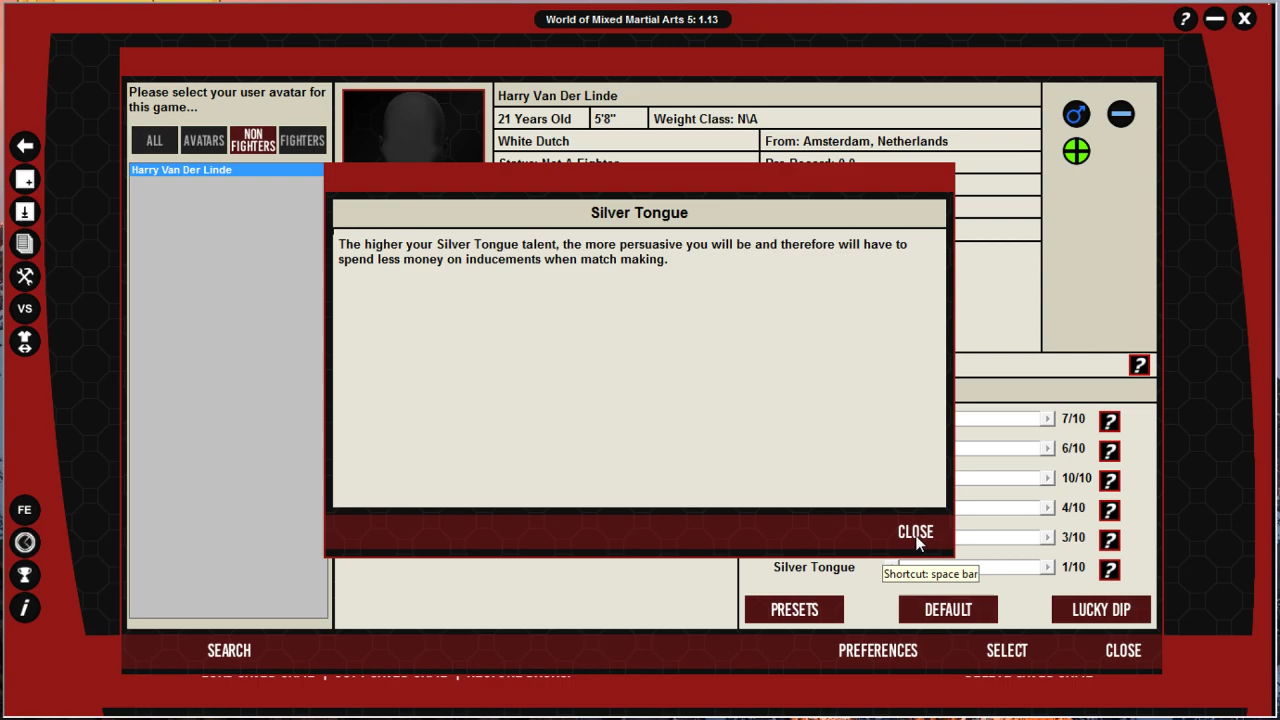 World of Mixed Martial Arts 5: 1.13
?
X
Please select your user avatar for
this game...
ALL
AVATARS
NON
FIGHTERS
FIGHTERS
Harry Van Der Linde
Harry Van Der Linde
21 Years Old
5'8"
Weight Class: N\A
White Dutch
From: Amsterdam, Netherlands
VS
FE
i
Silver Tongue
The higher your Silver Tongue talent, the more persuasive you will be and therefore will have to
spend less money on inducements when match making.
CLOSE
Shortcut: space bar
?
7/10 ?
6/10 ?
10/10 ?
4/10 ?
3/10 ?
Silver Tongue 1/10 ?
PRESETS
DEFAULT
LUCKY DIP
SEARCH
PREFERENCES
SELECT
CLOSE